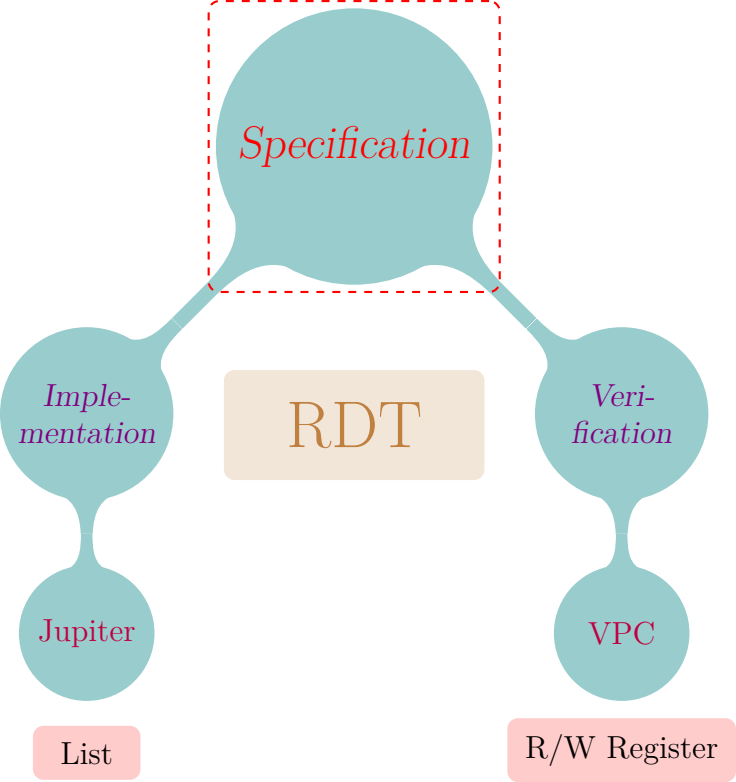 Specification
Imple-
mentation
Veri-
fication
RDT
Jupiter
VPC
List
R/W Register